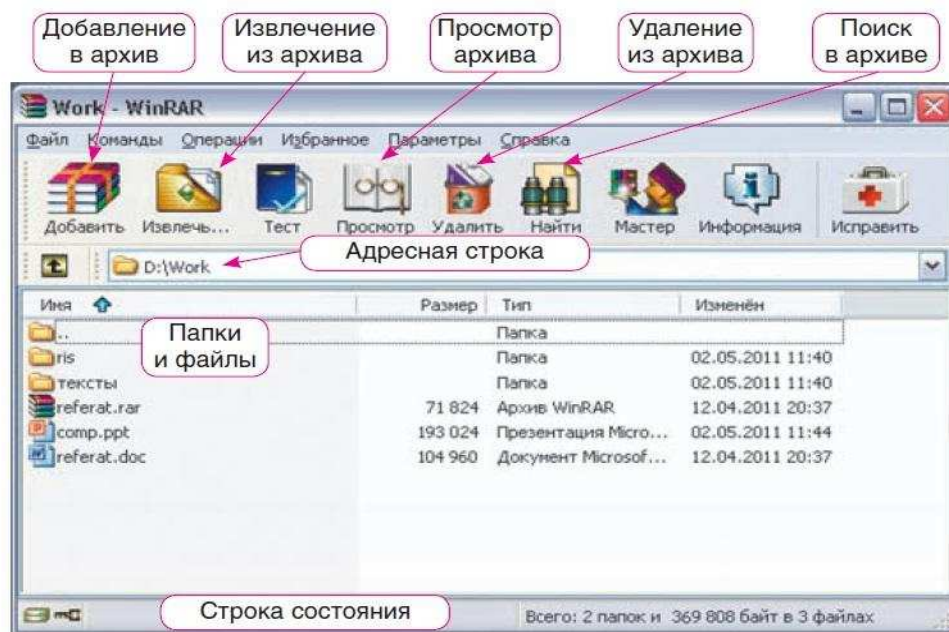 Добавление
в архив
Извлечение
из архива
Просмотр
архива
Удаление
из архива
Поиск
в архиве
Work - WinRAR
Файл Команды Операции Избранное Параметры Справка
Добавить Извлечь... Тест Просмотр Удалить Найти Мастер Информация Исправить
Адресная строка
D:\Work
Имя Размер Тип Изменён
.. Папка
Папки
и файлы
ris Папка 02.05.2011 11:40
тексты Папка 02.05.2011 11:40
referat.rar 71 824 Архив WinRAR 12.04.2011 20:37
comp.ppt 193 024 Презентация Micro... 02.05.2011 11:44
referat.doc 104 960 Документ Microsof... 12.04.2011 20:37
Строка состояния
Всего: 2 папок и 369 808 байт в 3 файлах